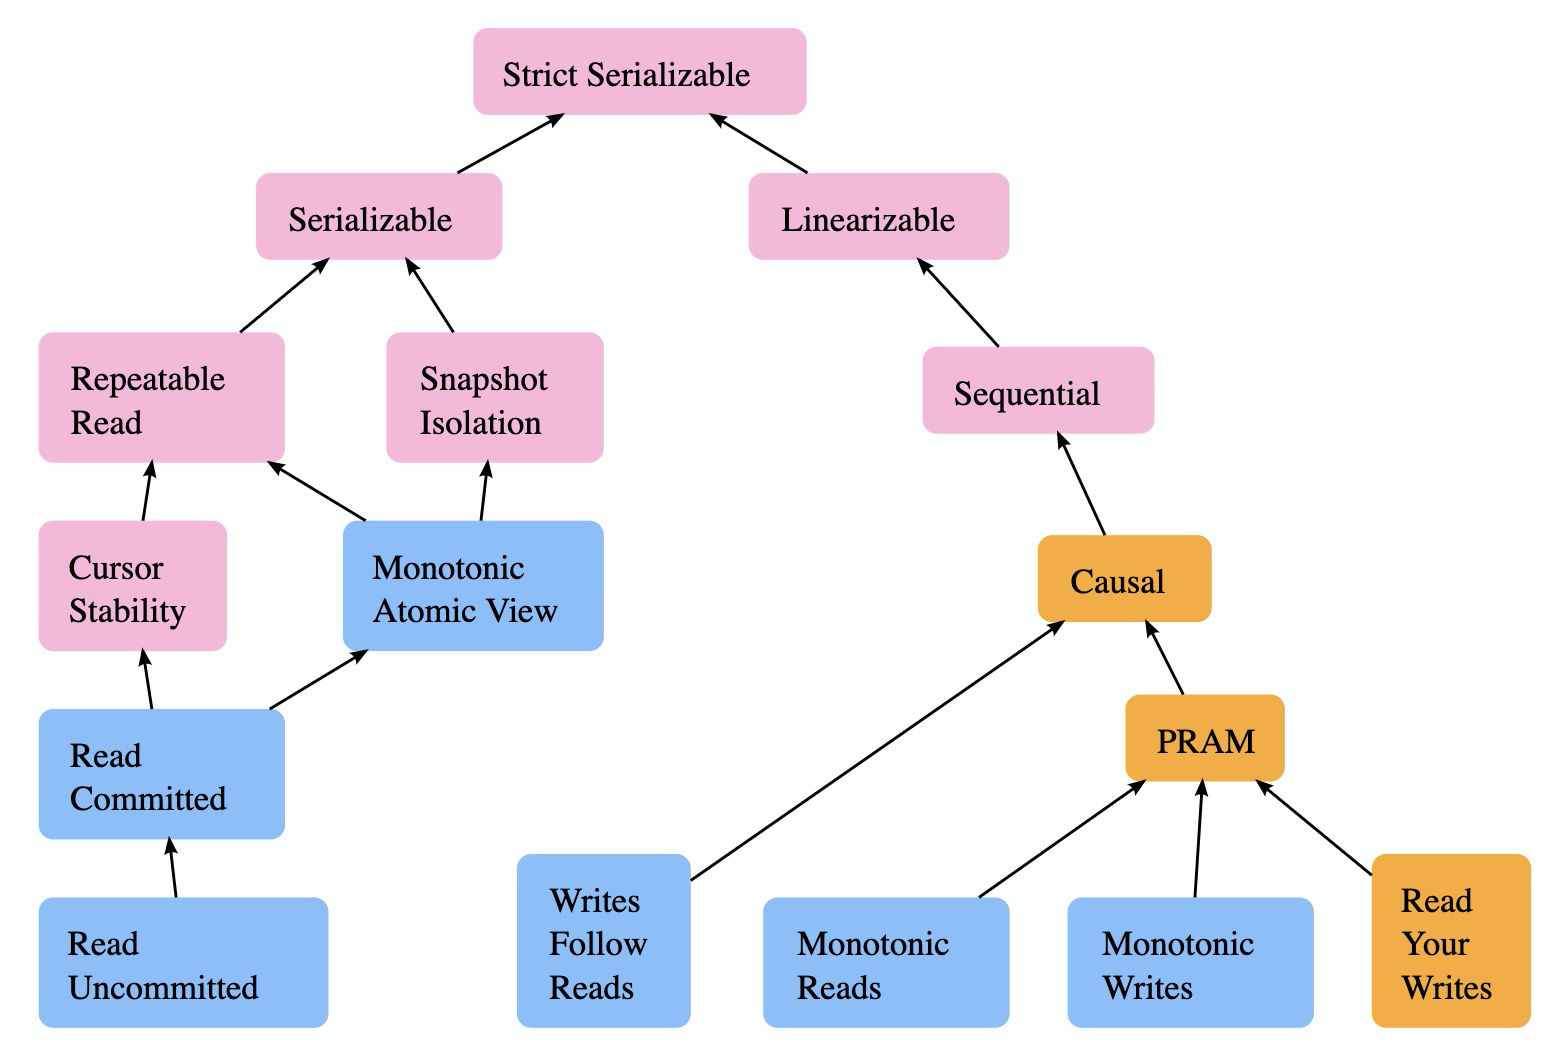 Strict Serializable
Serializable
Linearizable
Repeatable
Read
Snapshot
Isolation
Sequential
Cursor
Stability
Monotonic
Atomic View
Causal
Read
Committed
PRAM
Read
Uncommitted
Writes
Follow
Reads
Monotonic
Reads
Monotonic
Writes
Read
Your
Writes